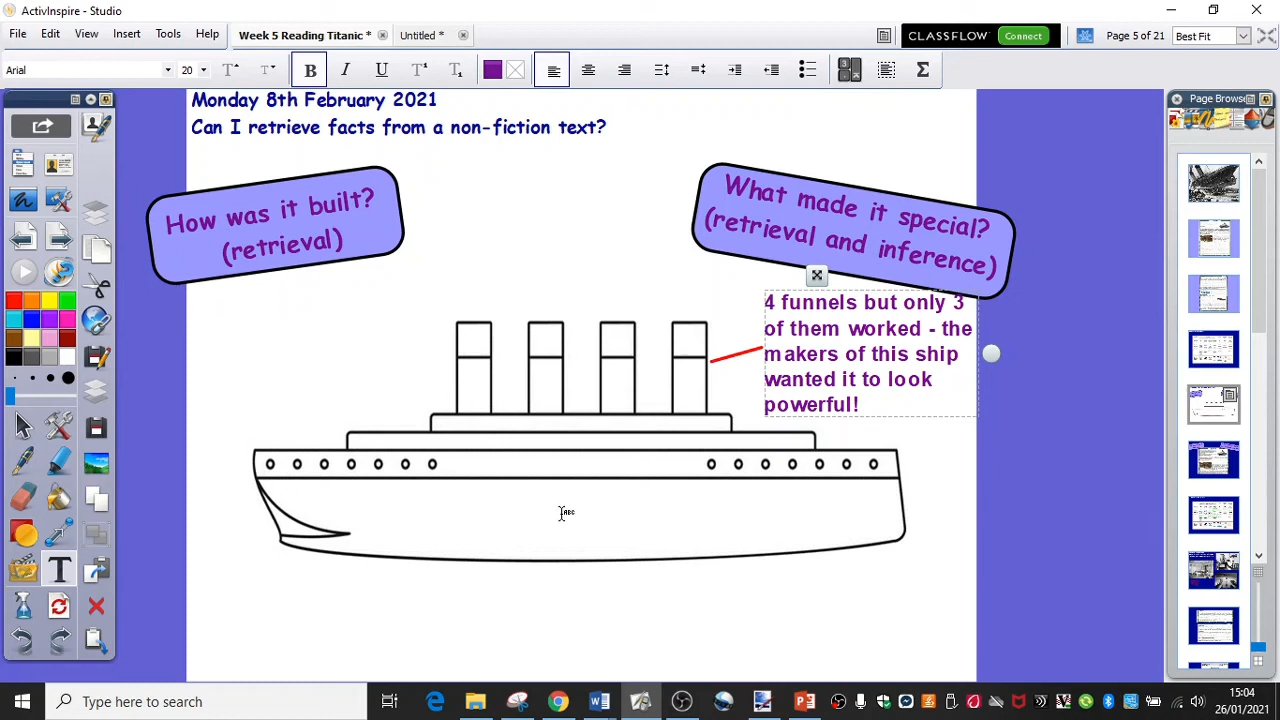 ActivInspire - Studio
File Edit View Insert Tools Help
Week 5 Reading Titanic *
Untitled *
CLASSFLOW Connect
Page 5 of 21
Best Fit
Arial 20
Page Browse
Monday 8th February 2021
Can I retrieve facts from a non-fiction text?
How was it built?
(retrieval)
What made it special?
(retrieval and inference)
4 funnels but only 3
of them worked - the
makers of this ship
wanted it to look
powerful!
Type here to search
15:04
26/01/2021